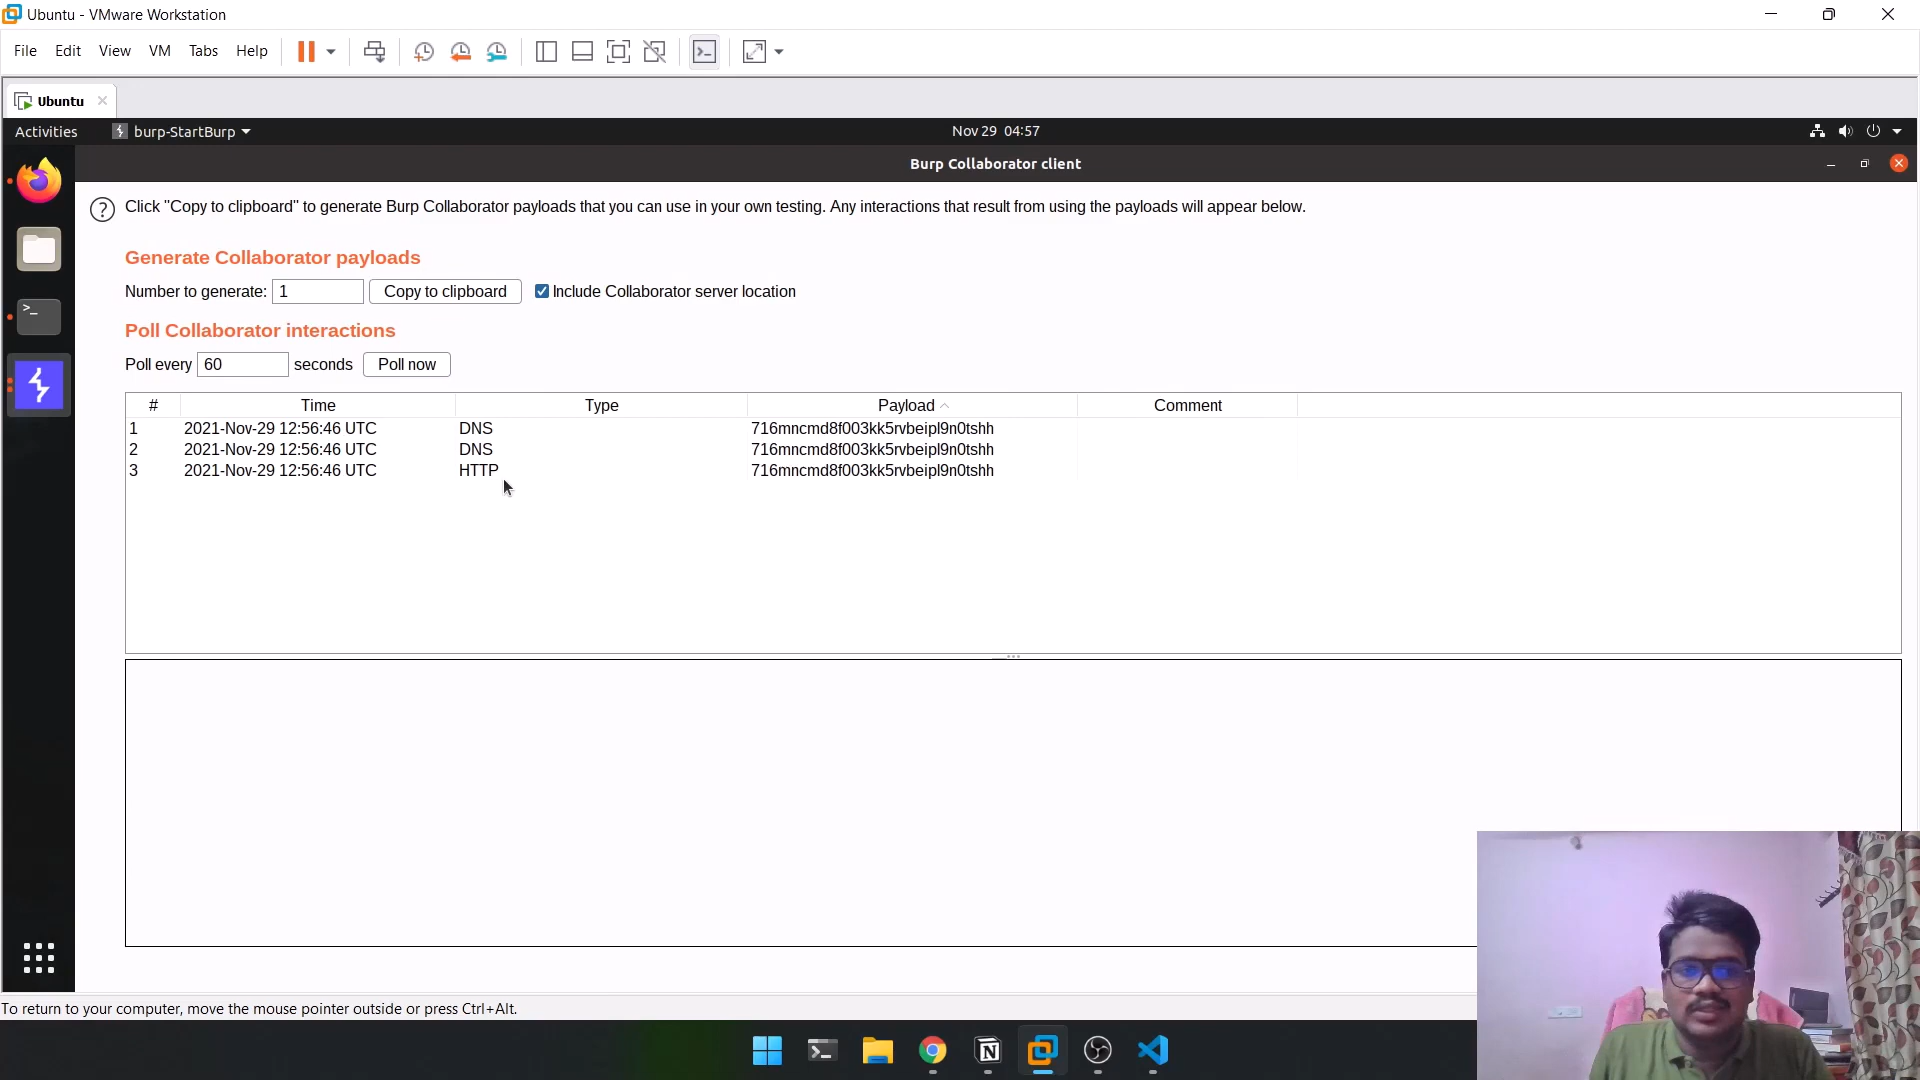 Ubuntu - VMware Workstation
File Edit View VM Tabs Help
Ubuntu
Activities burp-StartBurp Nov 29 04:57
Burp Collaborator client
Click "Copy to clipboard" to generate Burp Collaborator payloads that you can use in your own testing. Any interactions that result from using the payloads will appear below.
Generate Collaborator payloads
Number to generate: 1 Copy to clipboard Include Collaborator server location
Poll Collaborator interactions
Poll every 60 seconds Poll now
# Time Type Payload Comment
1 2021-Nov-29 12:56:46 UTC DNS 716mncmd8f003kk5rvbeipl9n0tshh
2 2021-Nov-29 12:56:46 UTC DNS 716mncmd8f003kk5rvbeipl9n0tshh
3 2021-Nov-29 12:56:46 UTC HTTP 716mncmd8f003kk5rvbeipl9n0tshh
To return to your computer, move the mouse pointer outside or press Ctrl+Alt.